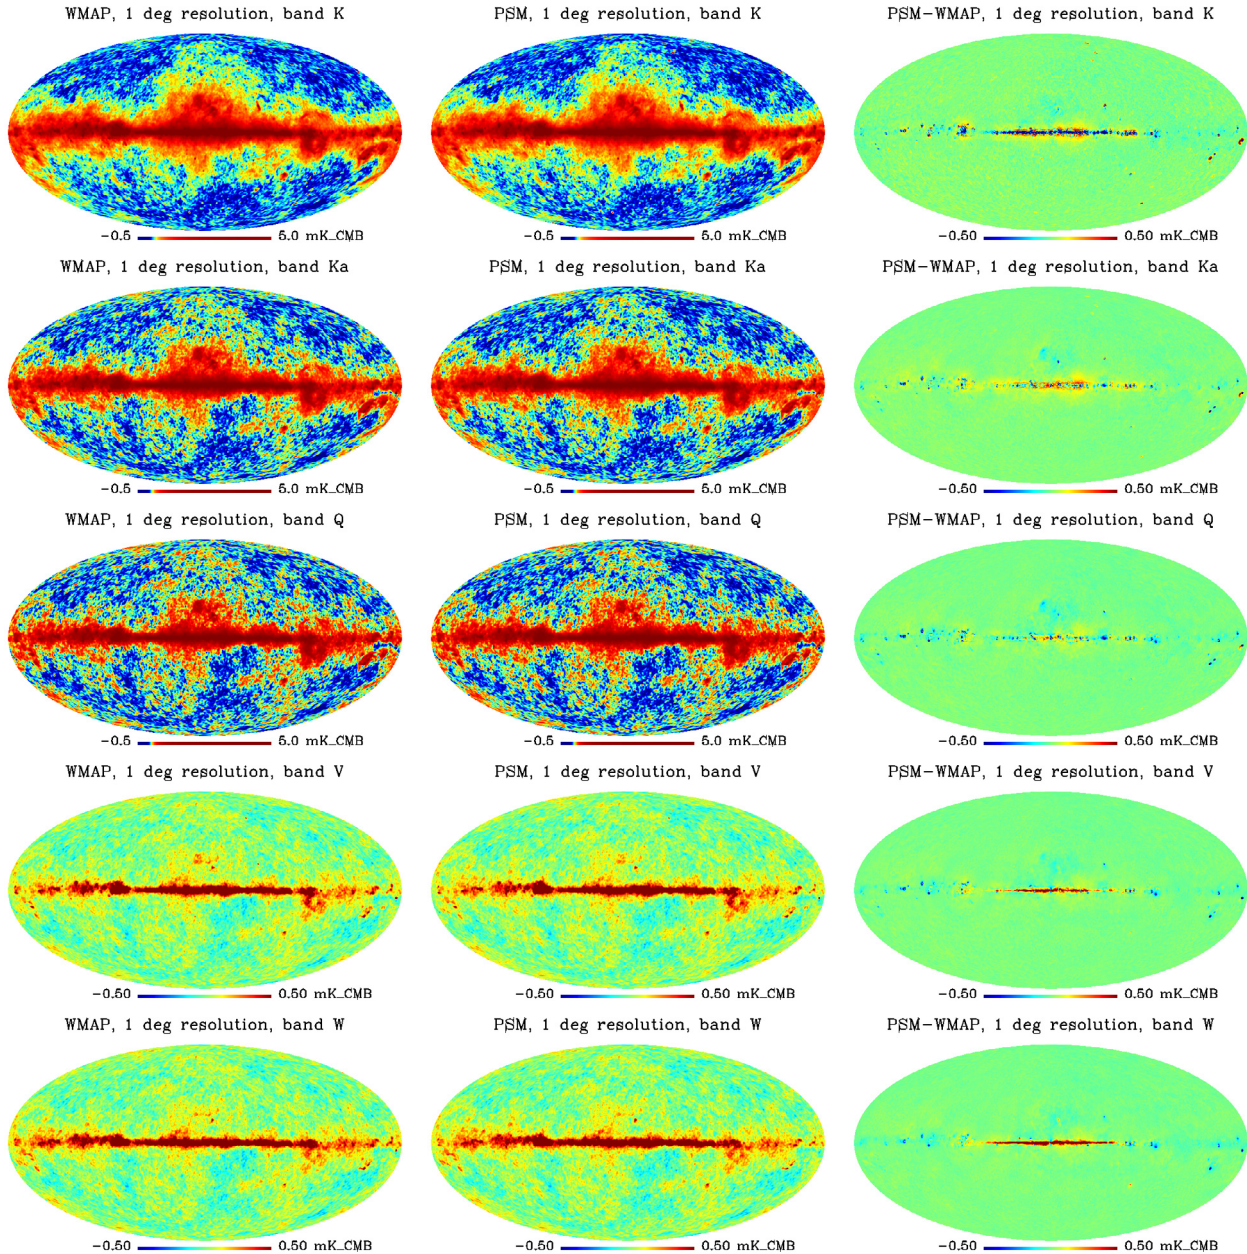 WMAP, 1 deg resolution, band K
PSM, 1 deg resolution, band K
PSM-WMAP, 1 deg resolution, band K
-0.5 5.0 mK_CMB
-0.5 5.0 mK_CMB
-0.50 0.50 mK_CMB
WMAP, 1 deg resolution, band Ka
PSM, 1 deg resolution, band Ka
PSM-WMAP, 1 deg resolution, band Ka
-0.5 5.0 mK_CMB
-0.5 5.0 mK_CMB
-0.50 0.50 mK_CMB
WMAP, 1 deg resolution, band Q
PSM, 1 deg resolution, band Q
PSM-WMAP, 1 deg resolution, band Q
-0.5 5.0 mK_CMB
-0.5 5.0 mK_CMB
-0.50 0.50 mK_CMB
WMAP, 1 deg resolution, band V
PSM, 1 deg resolution, band V
PSM-WMAP, 1 deg resolution, band V
-0.50 0.50 mK_CMB
-0.50 0.50 mK_CMB
-0.50 0.50 mK_CMB
WMAP, 1 deg resolution, band W
PSM, 1 deg resolution, band W
PSM-WMAP, 1 deg resolution, band W
-0.50 0.50 mK_CMB
-0.50 0.50 mK_CMB
-0.50 0.50 mK_CMB